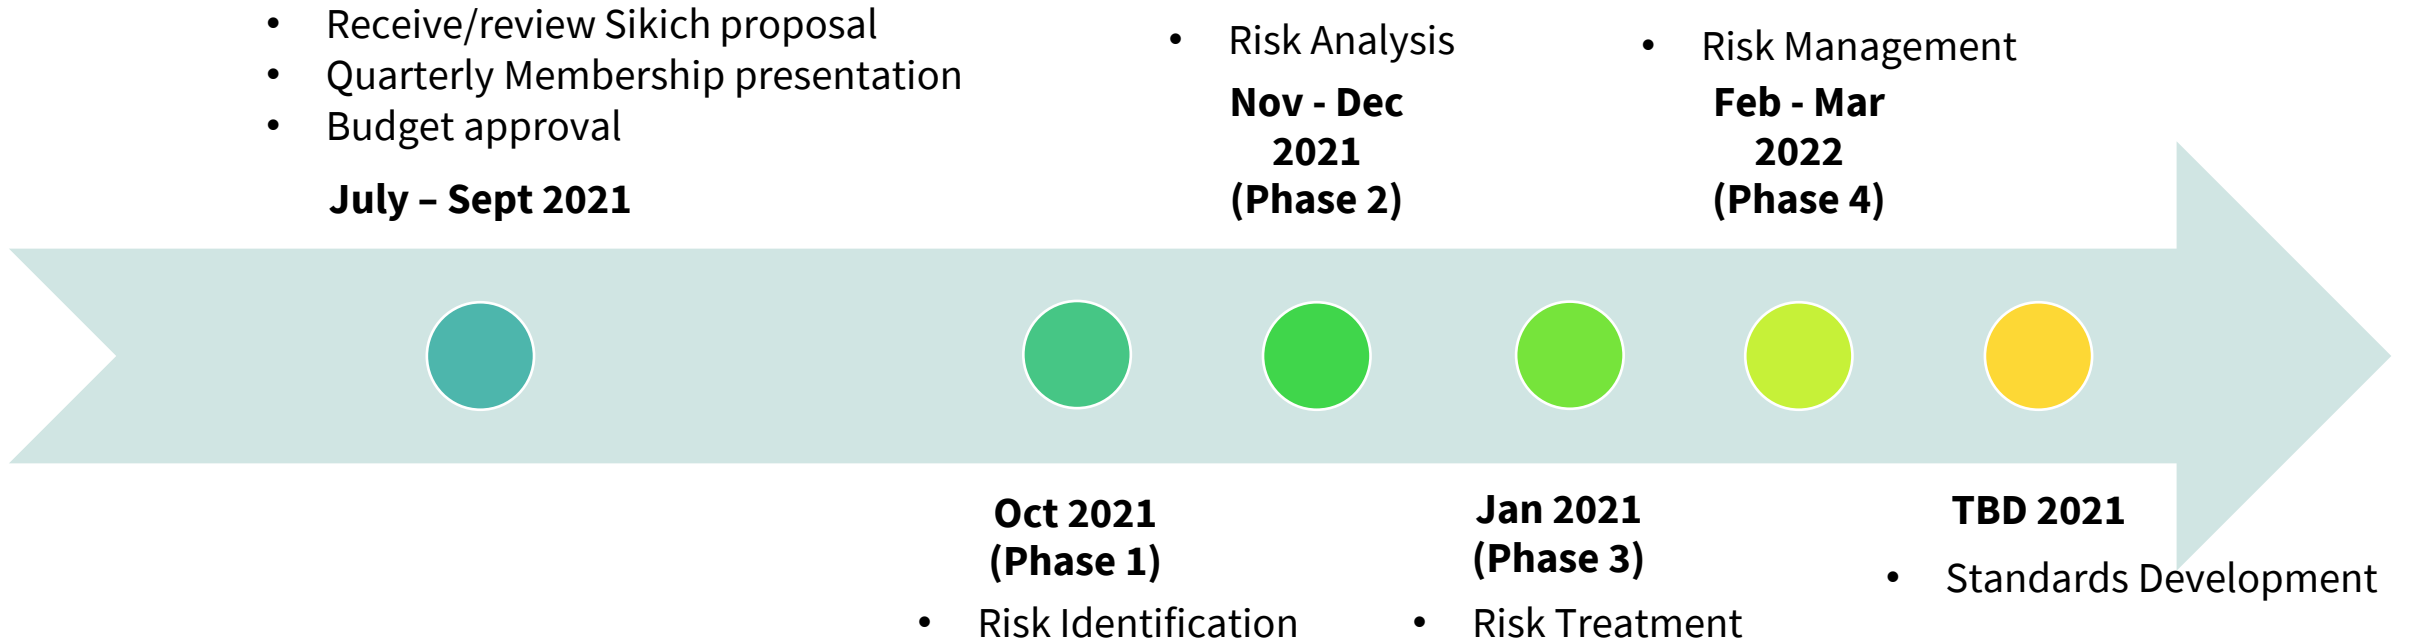 • Receive/review Sikich proposal
• Quarterly Membership presentation
• Budget approval
July – Sept 2021
• Risk Analysis
Nov - Dec
2021
(Phase 2)
• Risk Management
Feb - Mar
2022
(Phase 4)
Oct 2021
(Phase 1)
• Risk Identification
Jan 2021
(Phase 3)
• Risk Treatment
TBD 2021
• Standards Development